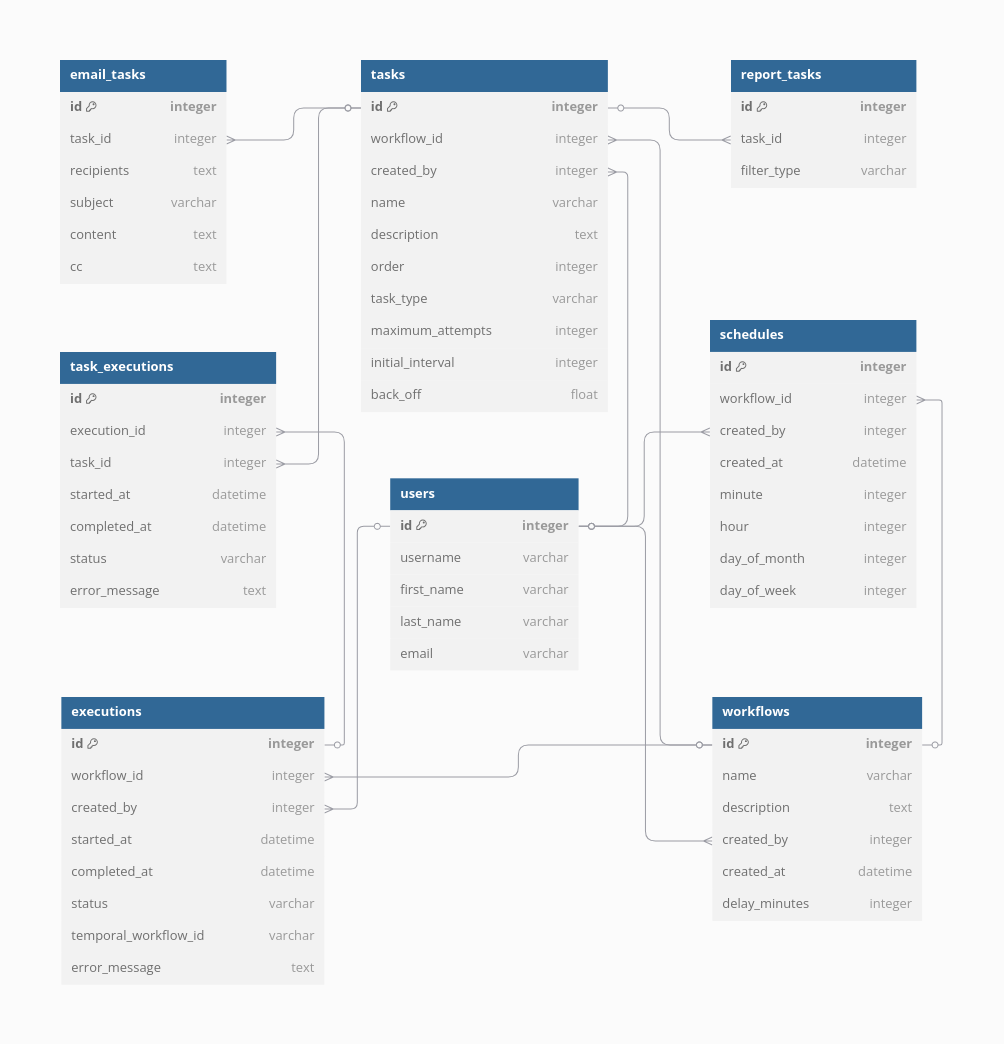 email_tasks
id integer
task_id integer
recipients text
subject varchar
content text
cc text
tasks
id integer
workflow_id integer
created_by integer
name varchar
description text
order integer
task_type varchar
maximum_attempts integer
initial_interval integer
back_off float
report_tasks
id integer
task_id integer
filter_type varchar
task_executions
id integer
execution_id integer
task_id integer
started_at datetime
completed_at datetime
status varchar
error_message text
users
id integer
username varchar
first_name varchar
last_name varchar
email varchar
schedules
id integer
workflow_id integer
created_by integer
created_at datetime
minute integer
hour integer
day_of_month integer
day_of_week integer
executions
id integer
workflow_id integer
created_by integer
started_at datetime
completed_at datetime
status varchar
temporal_workflow_id varchar
error_message text
workflows
id integer
name varchar
description text
created_by integer
created_at datetime
delay_minutes integer